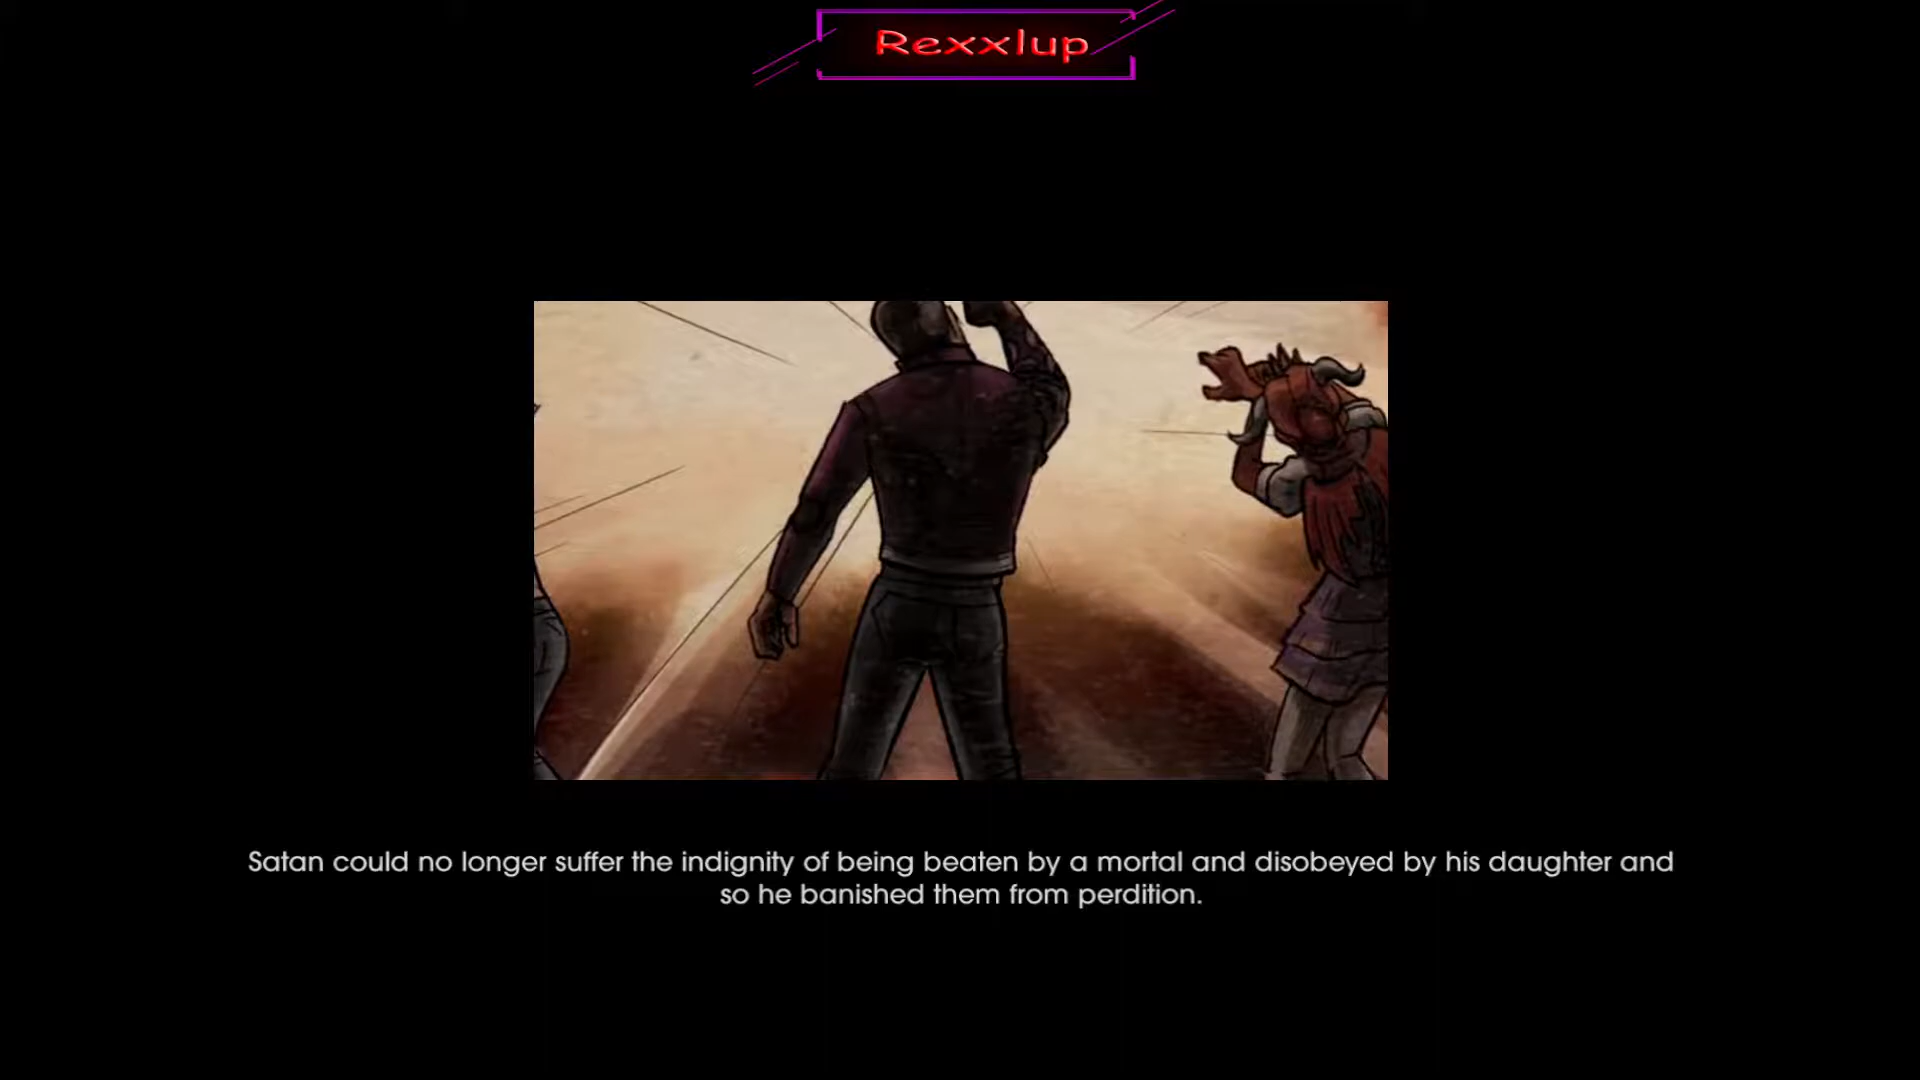 Rexxlup
Satan could no longer suffer the indignity of being beaten by a mortal and disobeyed by his daughter and
so he banished them from perdition.